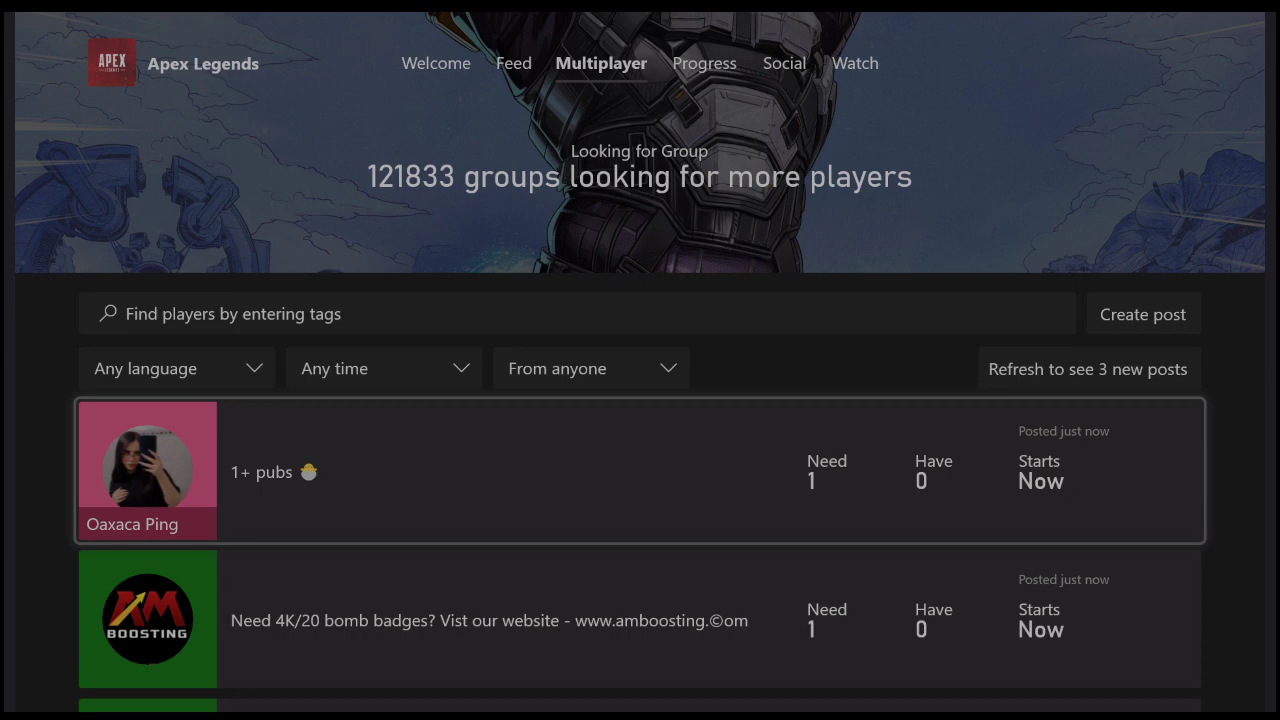 APEX
LEGENDS
Apex Legends
Welcome
Feed
Multiplayer
Progress
Social
Watch
Looking for Group
121833 groups looking for more players
Find players by entering tags
Create post
Any language
Any time
From anyone
Refresh to see 3 new posts
Oaxaca Ping
1+ pubs 🐣
Need
1
Have
0
Posted just now
Starts
Now
AM
BOOSTING
Need 4K/20 bomb badges? Vist our website - www.amboosting.©om
Need
1
Have
0
Posted just now
Starts
Now